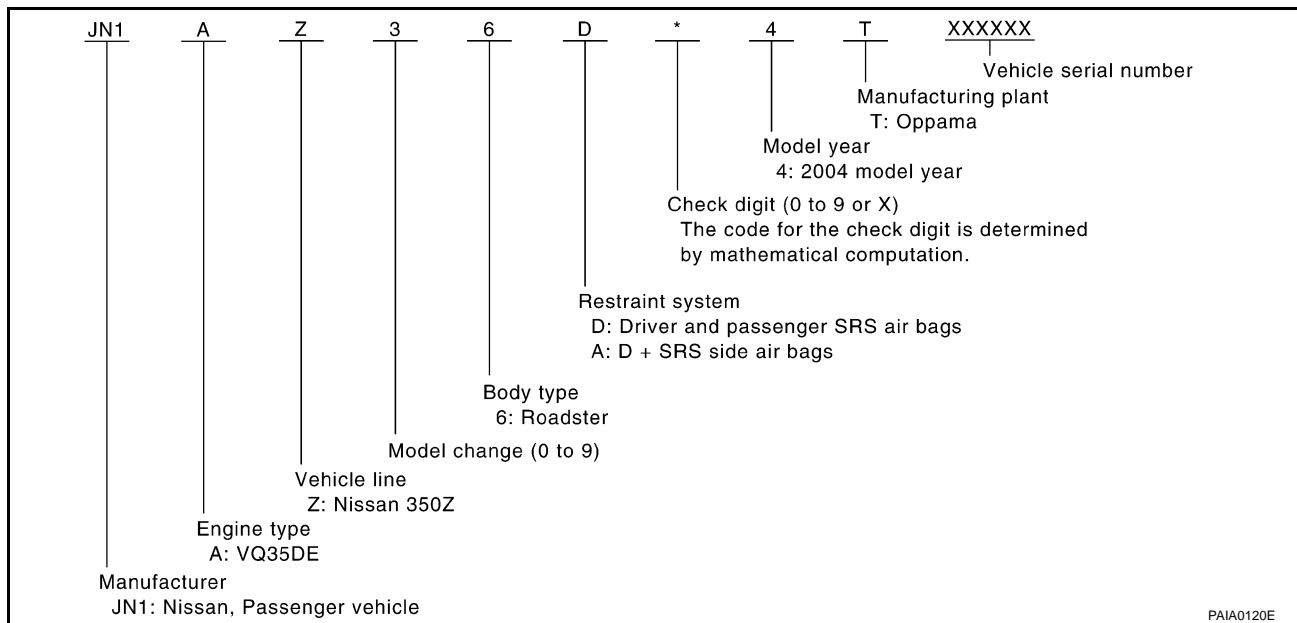 JN1 A Z 3 6 D * 4 T XXXXXX
Vehicle serial number
Manufacturing plant
T: Oppama
Model year
4: 2004 model year
Check digit (0 to 9 or X)
The code for the check digit is determined
by mathematical computation.
Restraint system
D: Driver and passenger SRS air bags
A: D + SRS side air bags
Body type
6: Roadster
Model change (0 to 9)
Vehicle line
Z: Nissan 350Z
Engine type
A: VQ35DE
Manufacturer
JN1: Nissan, Passenger vehicle
PAIA0120E